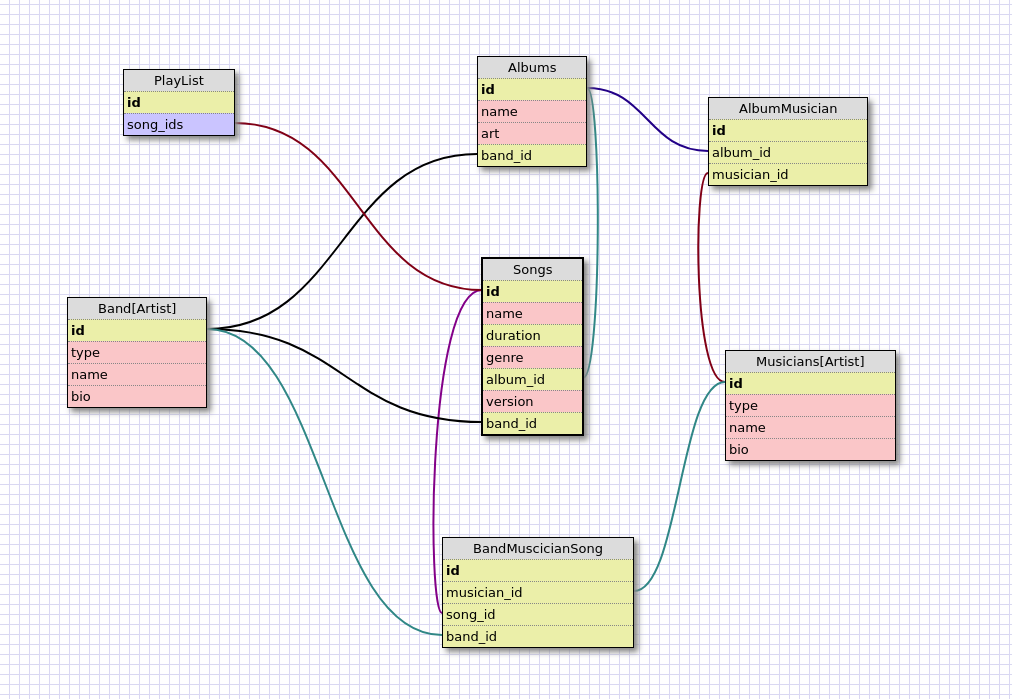 PlayList
id
song_ids
Albums
id
name
art
band_id
AlbumMusician
id
album_id
musician_id
Band[Artist]
id
type
name
bio
Songs
id
name
duration
genre
album_id
version
band_id
Musicians[Artist]
id
type
name
bio
BandMuscicianSong
id
musician_id
song_id
band_id